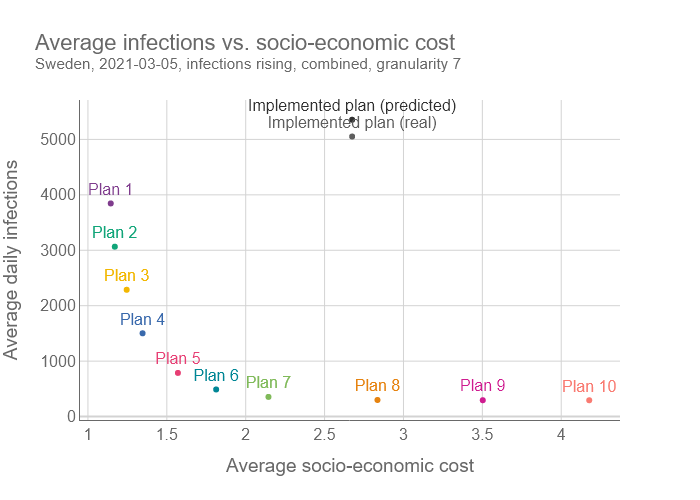 Average infections vs. socio-economic cost
Sweden, 2021-03-05, infections rising, combined, granularity 7
Implemented plan (predicted)
Implemented plan (real)
5000
Plan 1
4000
Plan 2
3000
Plan 3
2000
Plan 4
1000
Plan 5
Plan 6
Plan 7
Plan 8
Plan 9
Plan 10
0
Average daily infections
1
1.5
2
2.5
3
3.5
4
Average socio-economic cost